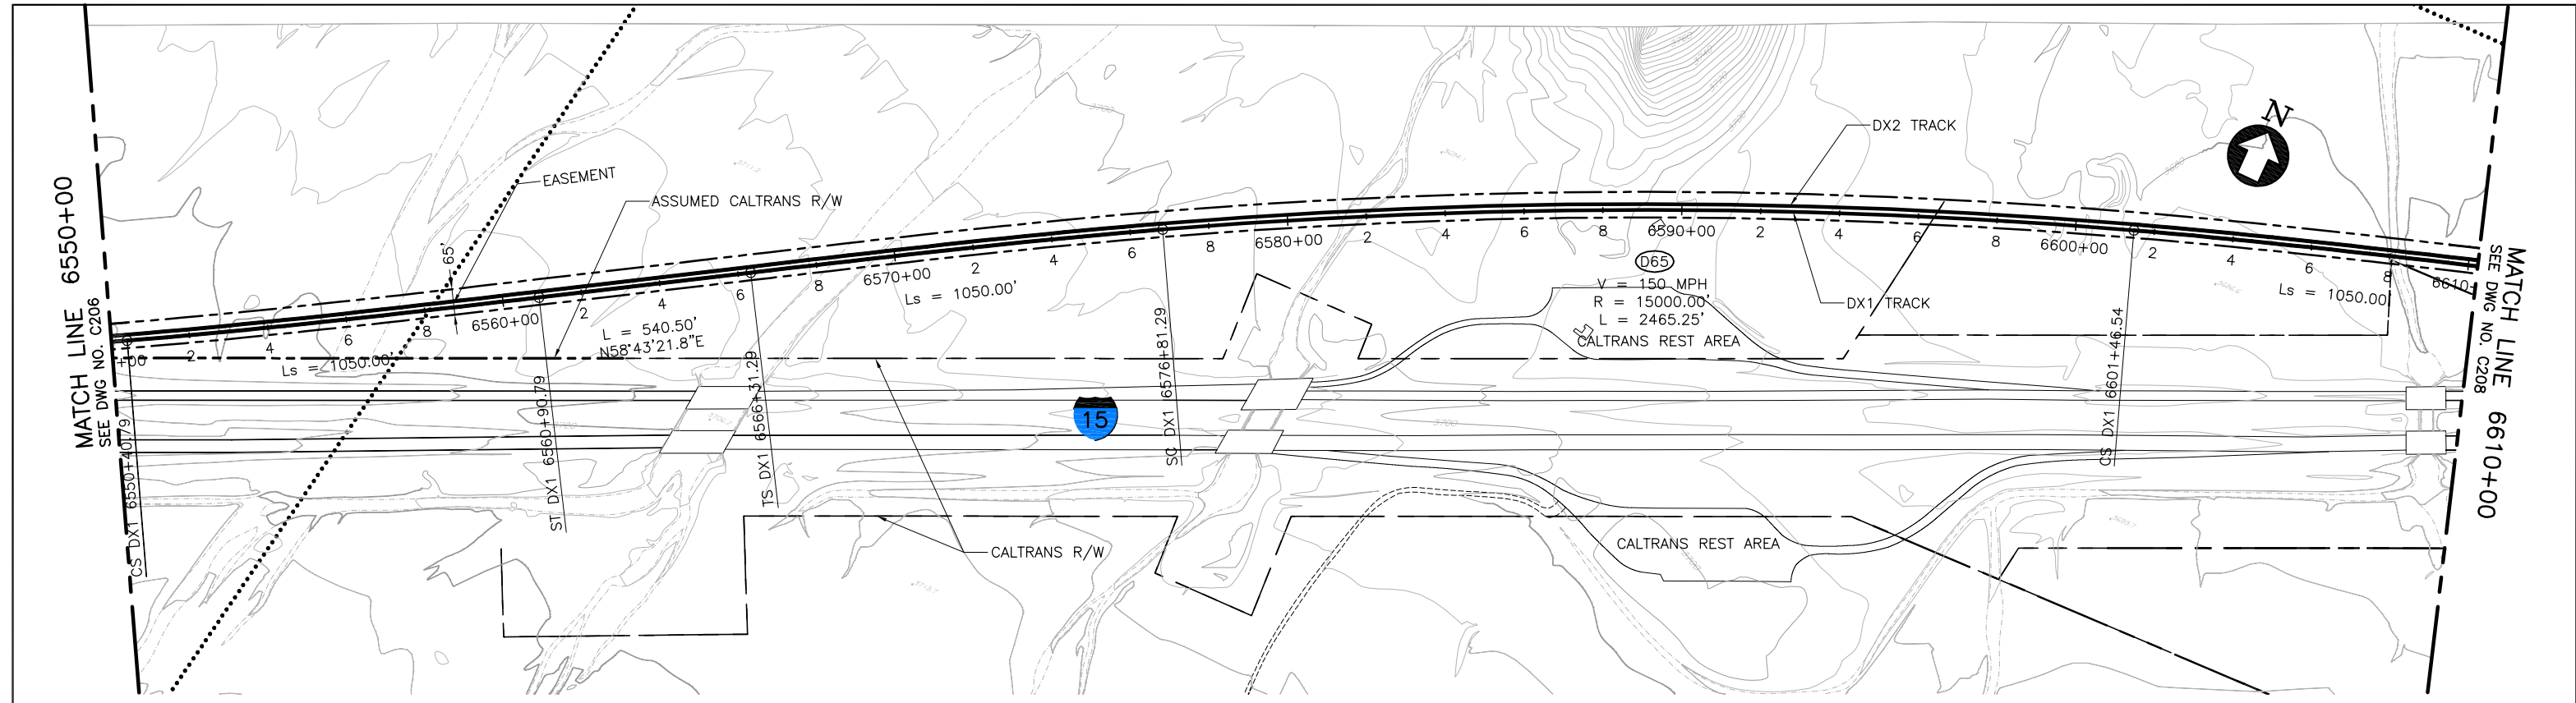 MATCH LINE 6550+00
SEE DWG NO. C206
EASEMENT
ASSUMED CALTRANS R/W
65'
+00
2
4
6
8
6560+00
2
4
6
8
6570+00
2
4
6
8
6580+00
2
4
6
8
6590+00
2
4
6
8
6600+00
2
4
6
8
6610
Ls = 1050.00'
L = 540.50'
N58°43'21.8"E
Ls = 1050.00'
D65
V = 150 MPH
R = 15000.00'
L = 2465.25'
CALTRANS REST AREA
DX2 TRACK
DX1 TRACK
Ls = 1050.00'
N
CS DX1 6550+40.79
ST DX1 6560+90.79
TS DX1 6566+31.29
SC DX1 6576+81.29
CS DX1 6601+46.54
15
CALTRANS R/W
CALTRANS REST AREA
3700
3700
MATCH LINE 6610+00
SEE DWG NO. C208